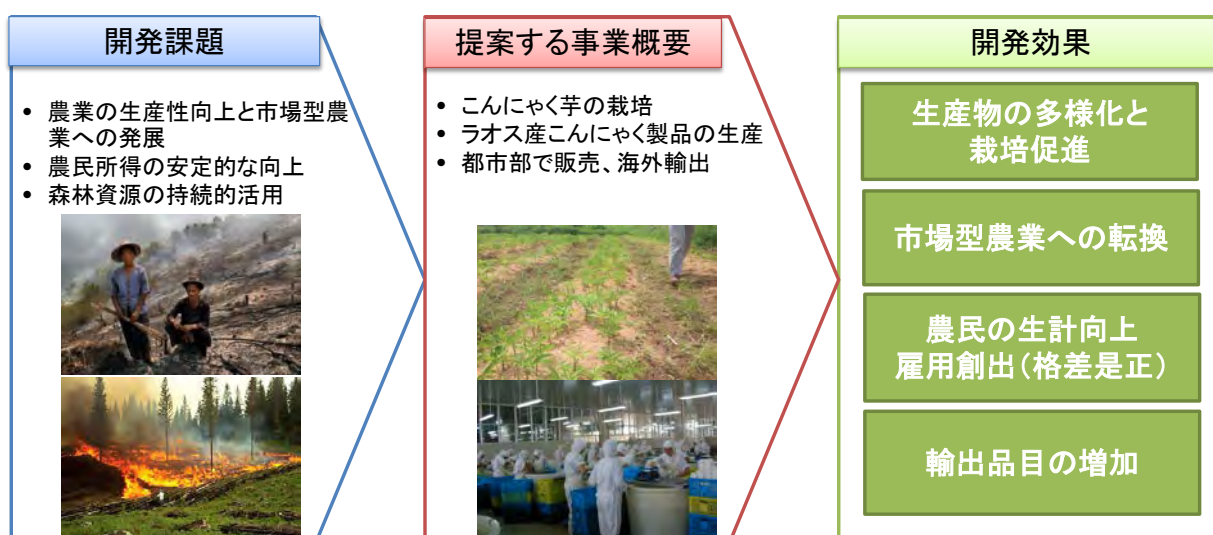 開発課題
• 農業の生産性向上と市場型農
業への発展
• 農民所得の安定的な向上
• 森林資源の持続的活用
提案する事業概要
• こんにゃく芋の栽培
• ラオス産こんにゃく製品の生産
• 都市部で販売、海外輸出
開発効果
生産物の多様化と
栽培促進
市場型農業への転換
農民の生計向上
雇用創出(格差是正)
輸出品目の増加